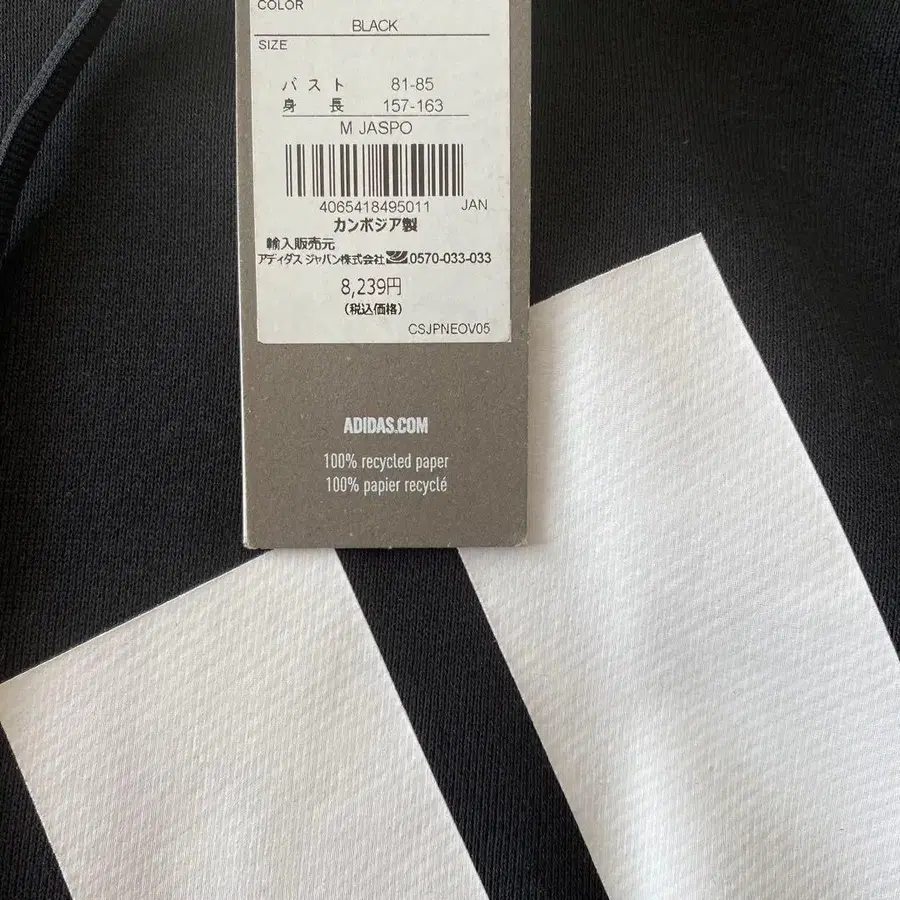 COLOR
BLACK
SIZE
バスト 81-85
身長 157-163
M JASPO
4065418495011 JAN
カンボジア製
輸入販売元
アディダス ジャパン株式会社 0570-033-033
8,239円
(税込価格)
CSJPNEOV05
ADIDAS.COM
100% recycled paper
100% papier recyclé